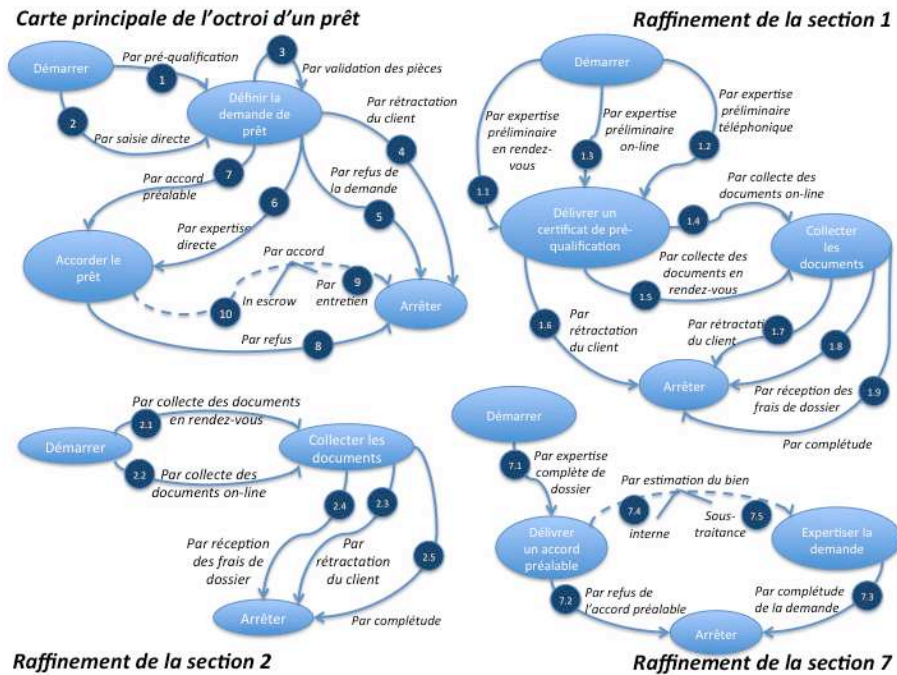 Carte principale de l'octroi d'un prêt
Démarrer
Par pré-qualification
1
3
Par validation des pièces
2
Par saisie directe
Définir la
demande de
prêt
Par rétractation
du client
4
7
Par accord
préalable
6
Par refus de
la demande
5
Par expertise
directe
Accorder le
prêt
Par accord
10
In escrow
Par
entretien
9
Arrêter
Par refus
8
Raffinement de la section 1
Démarrer
Par expertise
préliminaire
en rendez-
vous
1.1
Par expertise
préliminaire
on-line
1.3
Par expertise
préliminaire
téléphonique
1.2
Délivrer un
certificat de pré-
qualification
Par collecte des
documents on-line
1.4
Collecter
les
documents
Par collecte des
documents en
rendez-vous
1.5
1.6
Par
rétractation
du client
Par rétractation
du client
1.7
1.8
Arrêter
Par réception des
frais de dossier
1.9
Par complétude
Par collecte des documents
en rendez-vous
2.1
Démarrer
2.2
Par collecte des
documents on-line
Collecter les
documents
2.4
2.3
2.5
Par réception
des frais de
dossier
Par
rétractation
du client
Arrêter
Par complétude
Raffinement de la section 2
Démarrer
7.1
Par expertise
complète de
dossier
Par estimation du bien
7.4
interne
Sous-
traitance
7.5
Délivrer
un accord
préalable
Expertiser la
demande
7.2
Par refus de
l'accord préalable
Par complétude
de la demande
7.3
Arrêter
Raffinement de la section 7